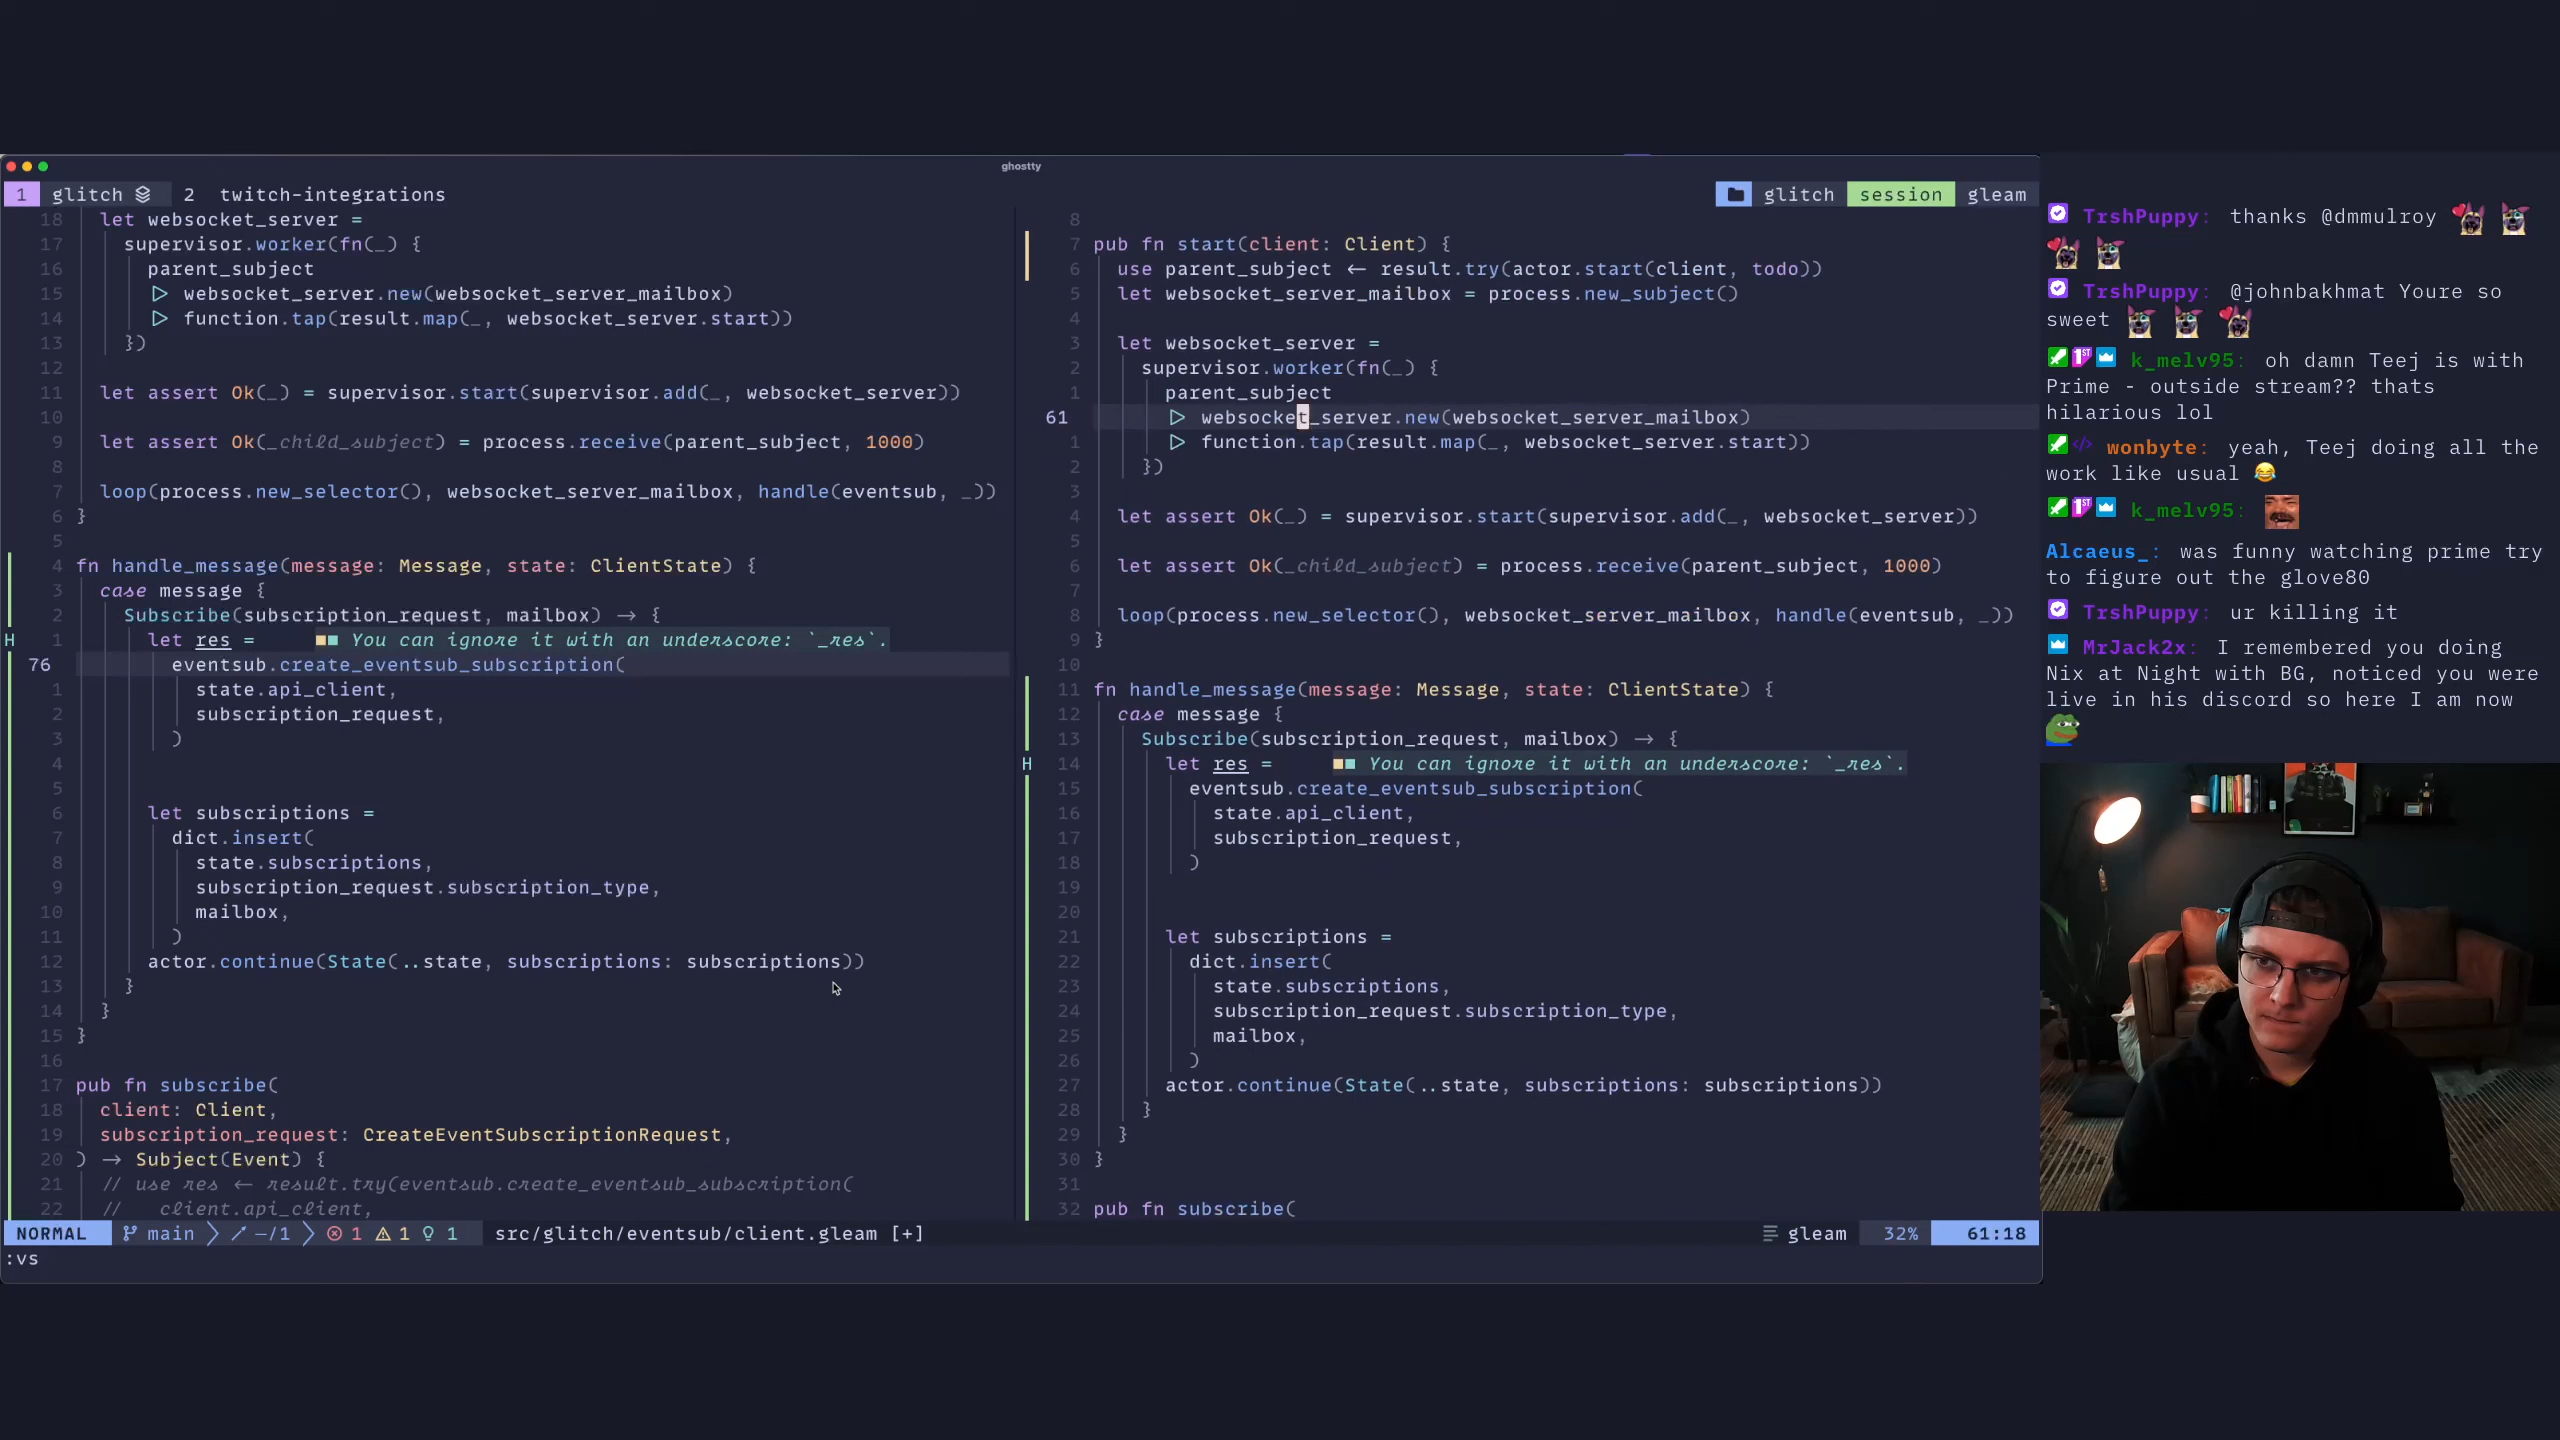 ghostty
1 glitch 2 twitch-integrations
glitch session gleam
18 let websocket_server =
17 supervisor.worker(fn(_) {
16 parent_subject
15 ▷ websocket_server.new(websocket_server_mailbox)
14 ▷ function.tap(result.map(_, websocket_server.start))
13 })
12
11 let assert Ok(_) = supervisor.start(supervisor.add(_, websocket_server))
10
9 let assert Ok(_child_subject) = process.receive(parent_subject, 1000)
8
7 loop(process.new_selector(), websocket_server_mailbox, handle(eventsub, _))
6 }
5
4 fn handle_message(message: Message, state: ClientState) {
3 case message {
2 Subscribe(subscription_request, mailbox) → {
H 1 let res = ■■ You can ignore it with an underscore: `_res`.
76 eventsub.create_eventsub_subscription(
1 state.api_client,
2 subscription_request,
3 )
4
5
6 let subscriptions =
7 dict.insert(
8 state.subscriptions,
9 subscription_request.subscription_type,
10 mailbox,
11 )
12 actor.continue(State(..state, subscriptions: subscriptions))
13 }
14 }
15 }
16
17 pub fn subscribe(
18 client: Client,
19 subscription_request: CreateEventSubscriptionRequest,
20 ) → Subject(Event) {
21 // use res ← result.try(eventsub.create_eventsub_subscription(
22 // client.api_client,
8
7 pub fn start(client: Client) {
6 use parent_subject ← result.try(actor.start(client, todo))
5 let websocket_server_mailbox = process.new_subject()
4
3 let websocket_server =
2 supervisor.worker(fn(_) {
1 parent_subject
61 ▷ websocket_server.new(websocket_server_mailbox)
1 ▷ function.tap(result.map(_, websocket_server.start))
2 })
3
4 let assert Ok(_) = supervisor.start(supervisor.add(_, websocket_server))
5
6 let assert Ok(_child_subject) = process.receive(parent_subject, 1000)
7
8 loop(process.new_selector(), websocket_server_mailbox, handle(eventsub, _))
9 }
10
11 fn handle_message(message: Message, state: ClientState) {
12 case message {
13 Subscribe(subscription_request, mailbox) → {
H 14 let res = ■■ You can ignore it with an underscore: `_res`.
15 eventsub.create_eventsub_subscription(
16 state.api_client,
17 subscription_request,
18 )
19
20
21 let subscriptions =
22 dict.insert(
23 state.subscriptions,
24 subscription_request.subscription_type,
25 mailbox,
26 )
27 actor.continue(State(..state, subscriptions: subscriptions))
28 }
29 }
30 }
31
32 pub fn subscribe(
NORMAL main −/1 1 1 1 src/glitch/eventsub/client.gleam [+] gleam 32% 61:18
:vs
TrshPuppy: thanks @dmmulroy
TrshPuppy: @johnbakhmat Youre so
sweet
1ST k_melv95: oh damn Teej is with
Prime - outside stream?? thats
hilarious lol
wonbyte: yeah, Teej doing all the
work like usual 😂
1ST k_melv95:
Alcaeus_: was funny watching prime try
to figure out the glove80
TrshPuppy: ur killing it
MrJack2x: I remembered you doing
Nix at Night with BG, noticed you were
live in his discord so here I am now